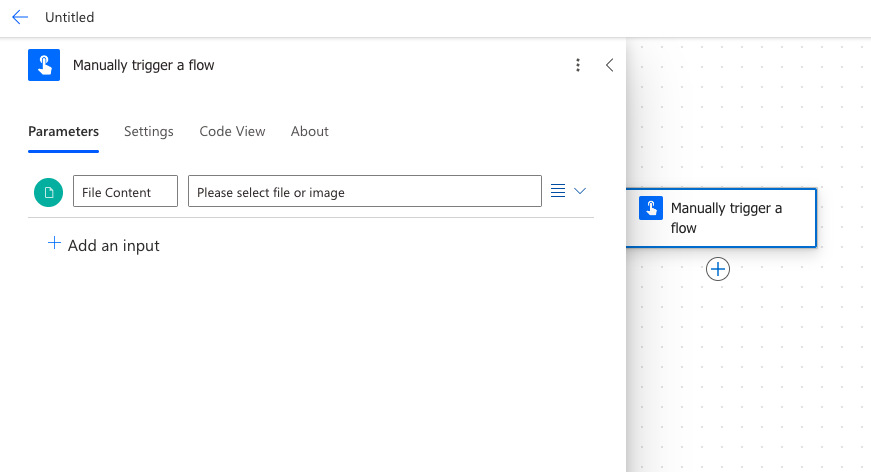 Untitled
Manually trigger a flow
Parameters
Settings
Code View
About
File Content
Please select file or image
Add an input
Manually trigger a
flow